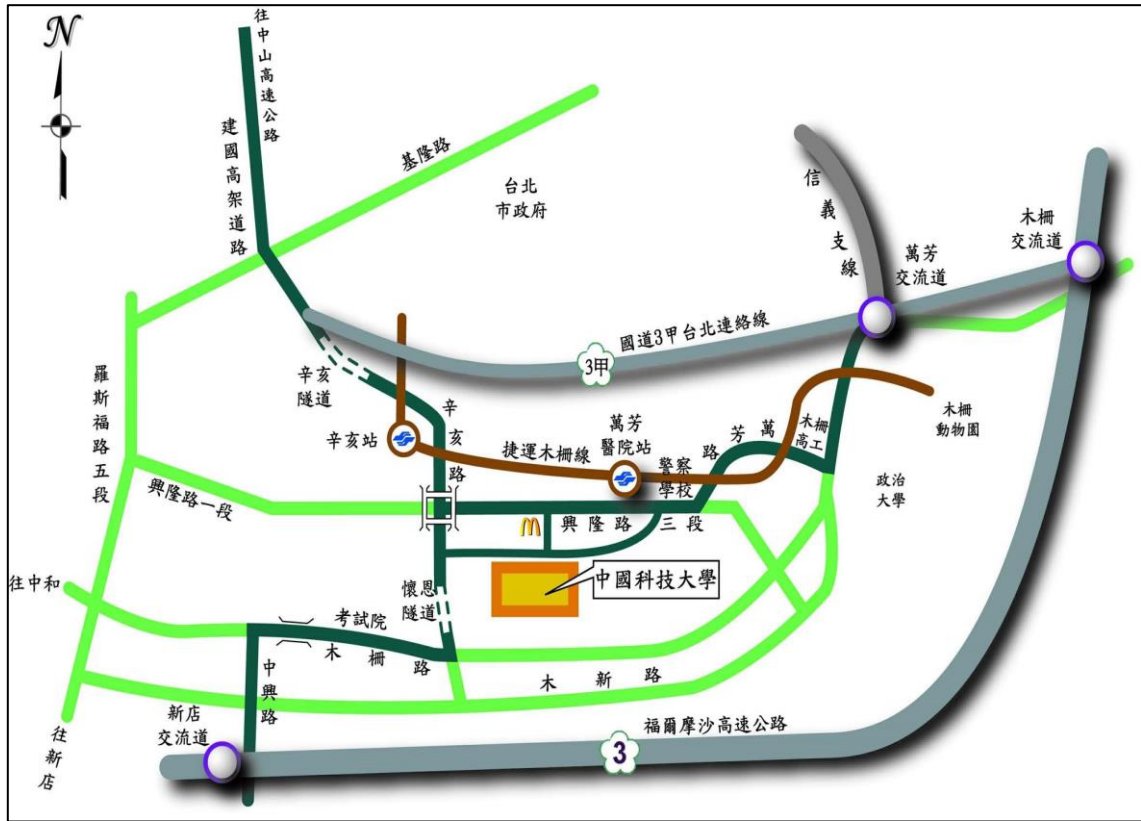 N
往中山高速公路
建國高架道路
基隆路
台北
市政府
信義支線
木柵
交流道
萬芳
交流道
國道3甲台北連絡線
3甲
羅斯福路五段
辛亥
隧道
辛亥站
辛亥路
捷運木柵線
萬芳
醫院站
警察
學校
萬芳路
木柵
高工
木柵
動物園
政治
大學
興隆路一段
興隆路三段
中國科技大學
往中和
懷恩
隧道
考試院
木柵路
中興路
木新路
新店
交流道
往新店
福爾摩沙高速公路
3